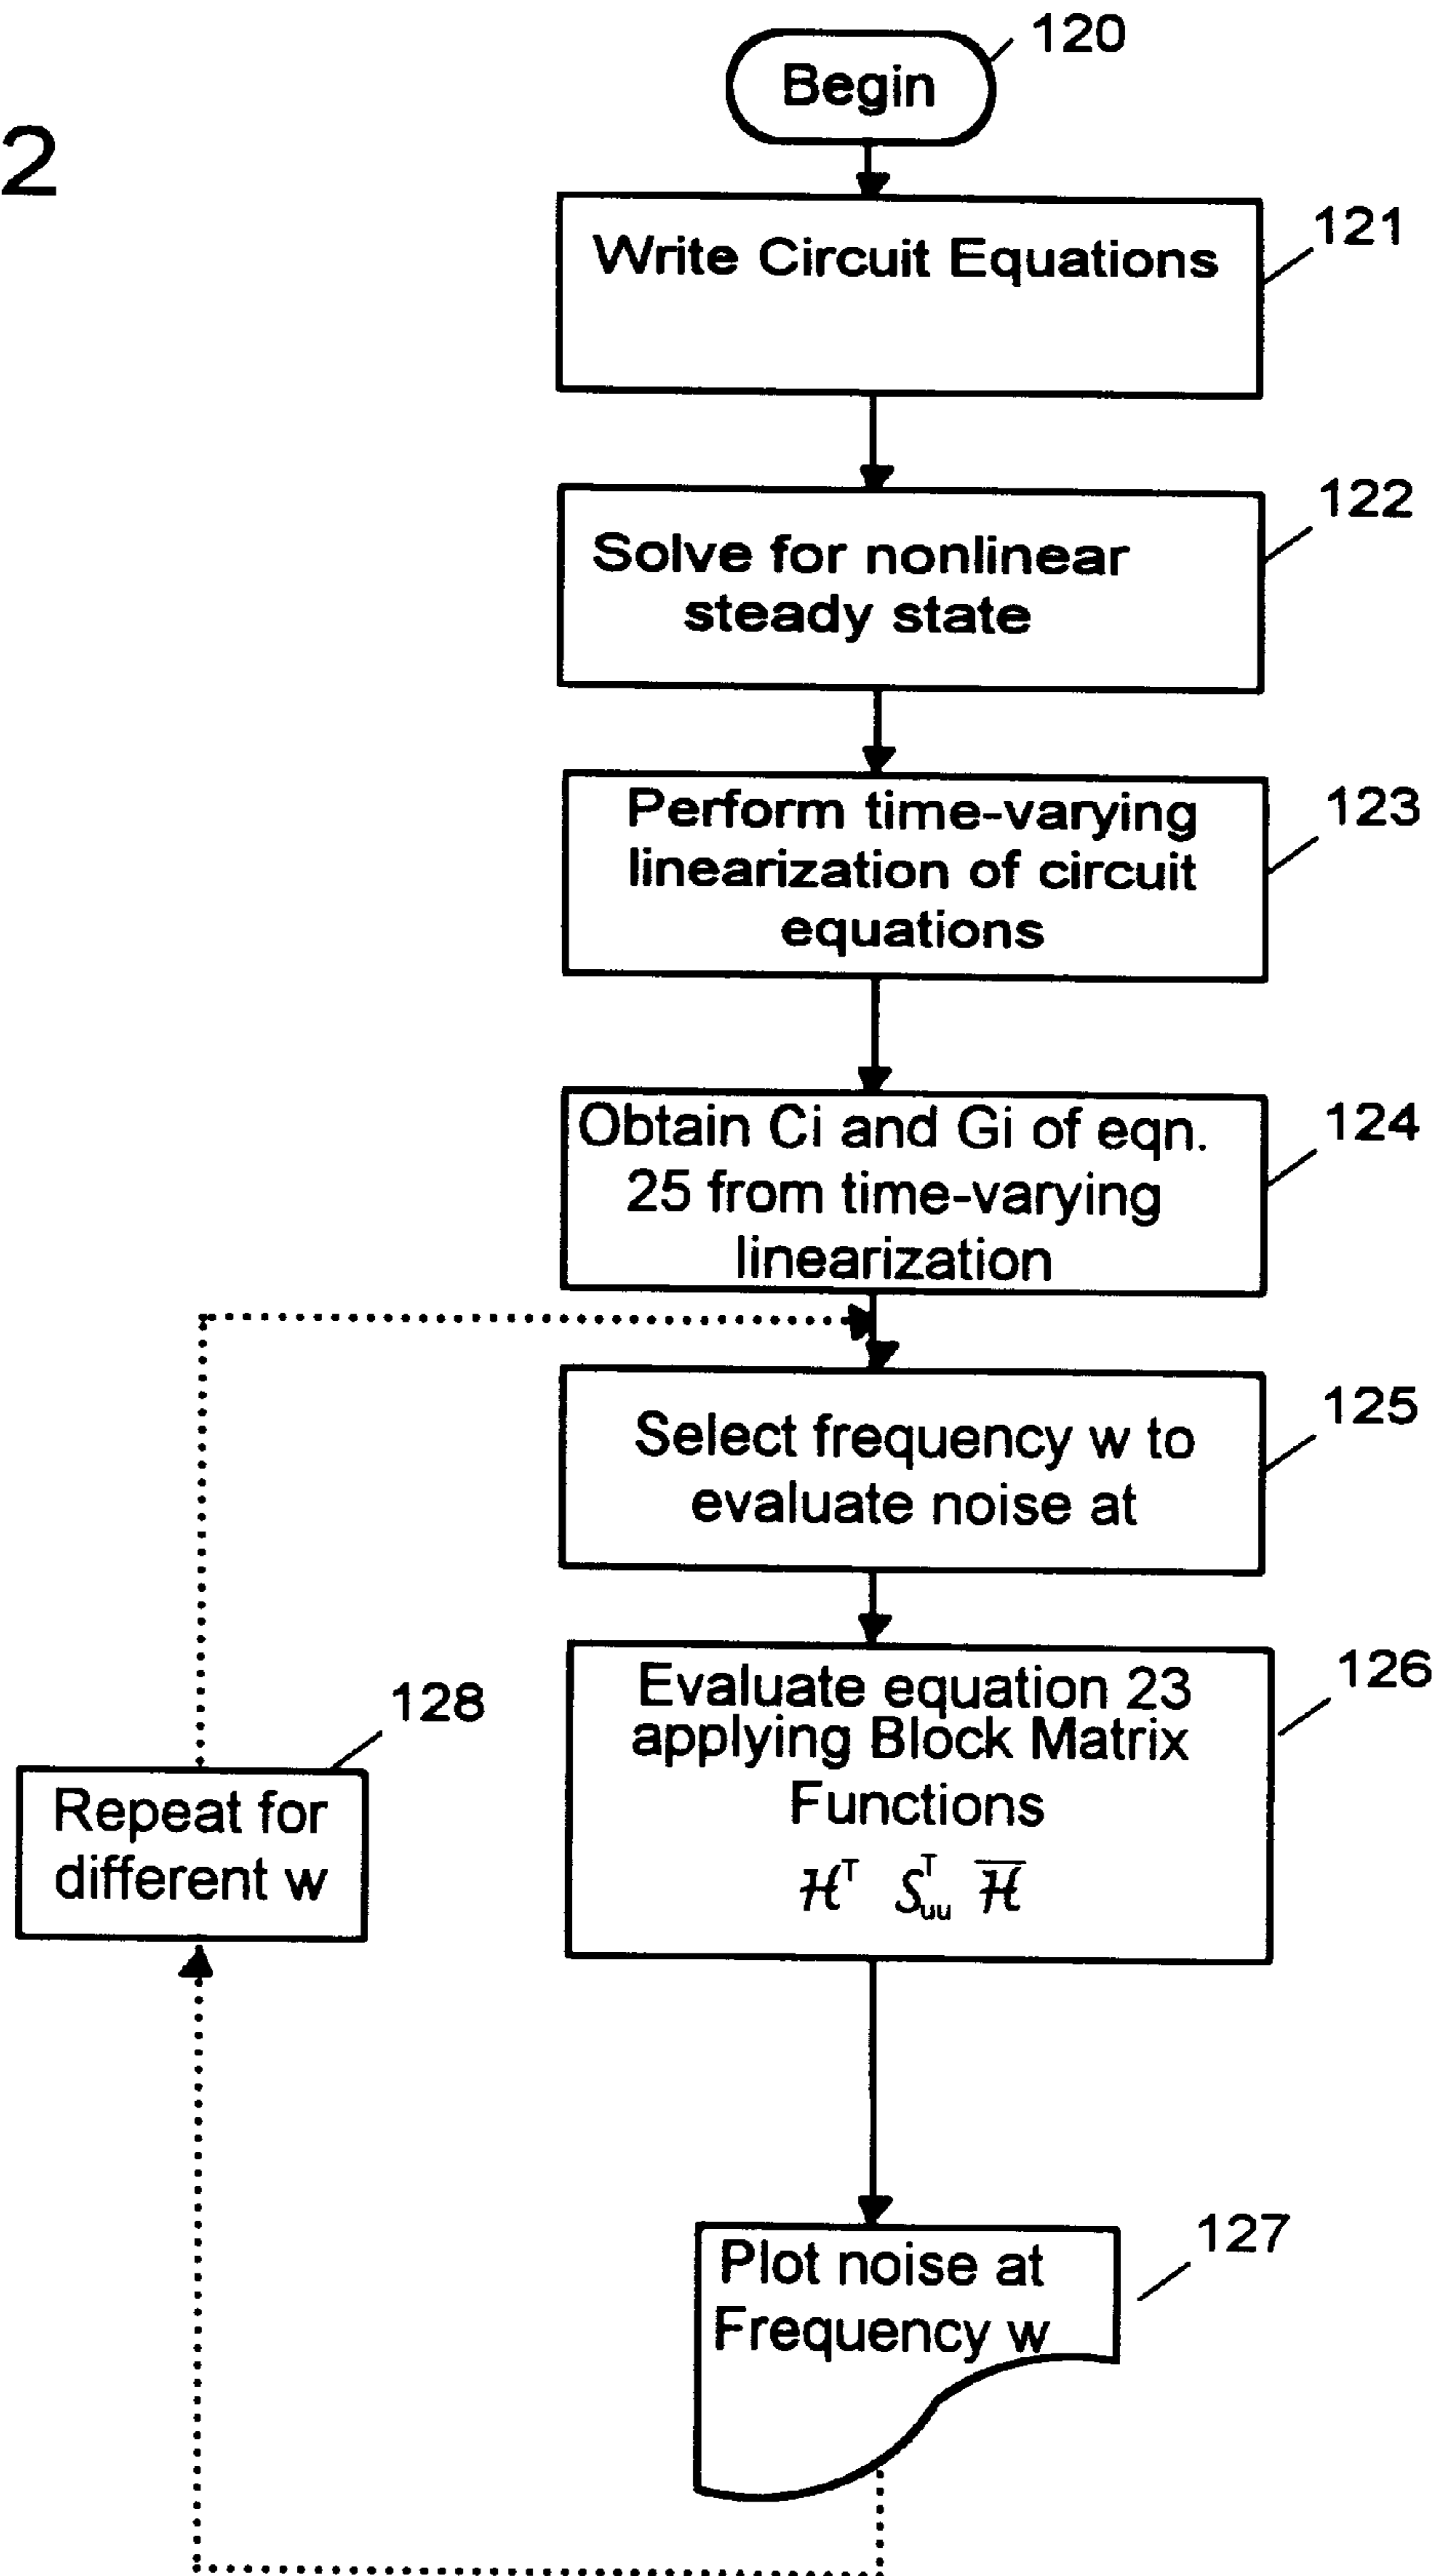 2
Begin
120
Write Circuit Equations
121
Solve for nonlinear
steady state
122
Perform time-varying
linearization of circuit
equations
123
Obtain Ci and Gi of eqn.
25 from time-varying
linearization
124
Select frequency w to
evaluate noise at
125
Evaluate equation 23
applying Block Matrix
Functions
ℋᵀ 𝒮ᵀuu ℋ̅
126
Plot noise at
Frequency w
127
Repeat for
different w
128